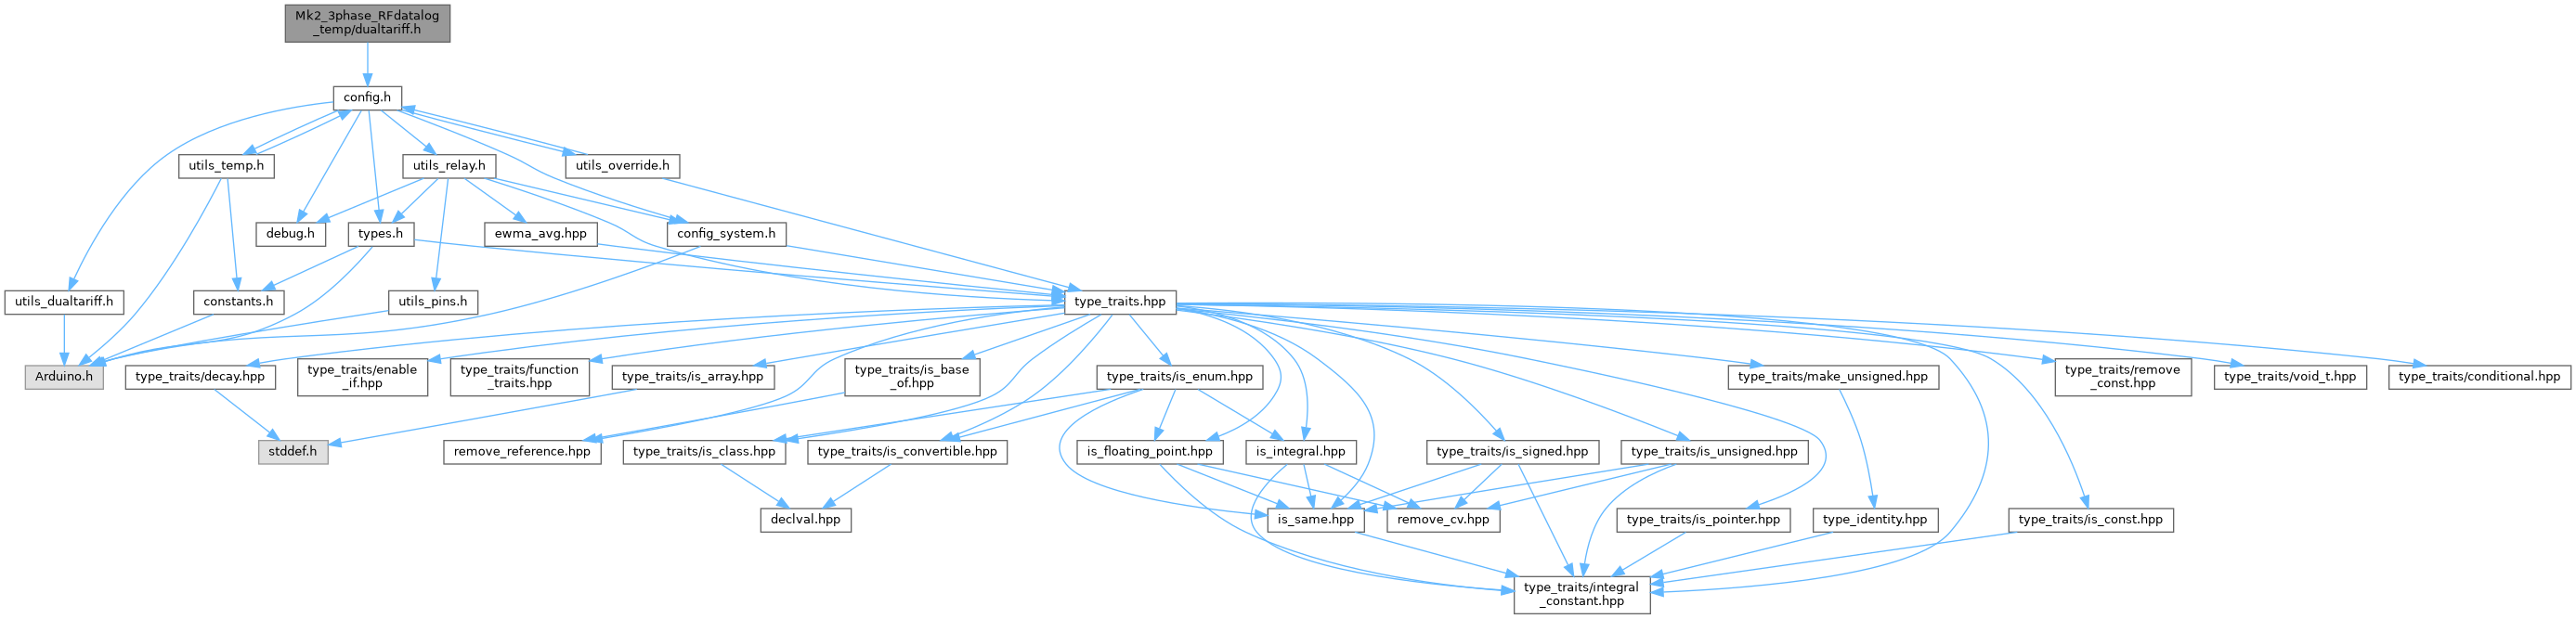 Mk2_3phase_RFdatalog
_temp/dualtariff.h
config.h
utils_temp.h
utils_relay.h
utils_override.h
debug.h
types.h
ewma_avg.hpp
config_system.h
utils_dualtariff.h
constants.h
utils_pins.h
type_traits.hpp
Arduino.h
type_traits/decay.hpp
type_traits/enable
_if.hpp
type_traits/function
_traits.hpp
type_traits/is_array.hpp
type_traits/is_base
_of.hpp
type_traits/is_enum.hpp
type_traits/make_unsigned.hpp
type_traits/remove
_const.hpp
type_traits/void_t.hpp
type_traits/conditional.hpp
stddef.h
remove_reference.hpp
type_traits/is_class.hpp
type_traits/is_convertible.hpp
is_floating_point.hpp
is_integral.hpp
type_traits/is_signed.hpp
type_traits/is_unsigned.hpp
declval.hpp
is_same.hpp
remove_cv.hpp
type_traits/is_pointer.hpp
type_identity.hpp
type_traits/is_const.hpp
type_traits/integral
_constant.hpp